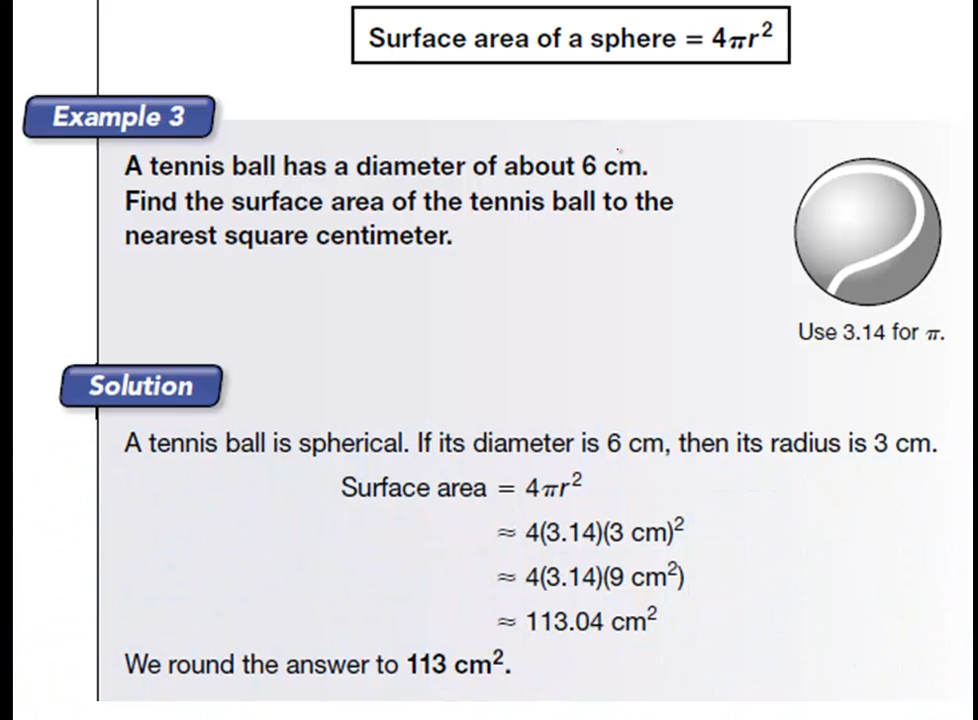 Surface area of a sphere = 4πr²
Example 3
A tennis ball has a diameter of about 6 cm.
Find the surface area of the tennis ball to the
nearest square centimeter.
Use 3.14 for π.
Solution
A tennis ball is spherical. If its diameter is 6 cm, then its radius is 3 cm.
Surface area = 4πr²
≈ 4(3.14)(3 cm)²
≈ 4(3.14)(9 cm²)
≈ 113.04 cm²
We round the answer to 113 cm².